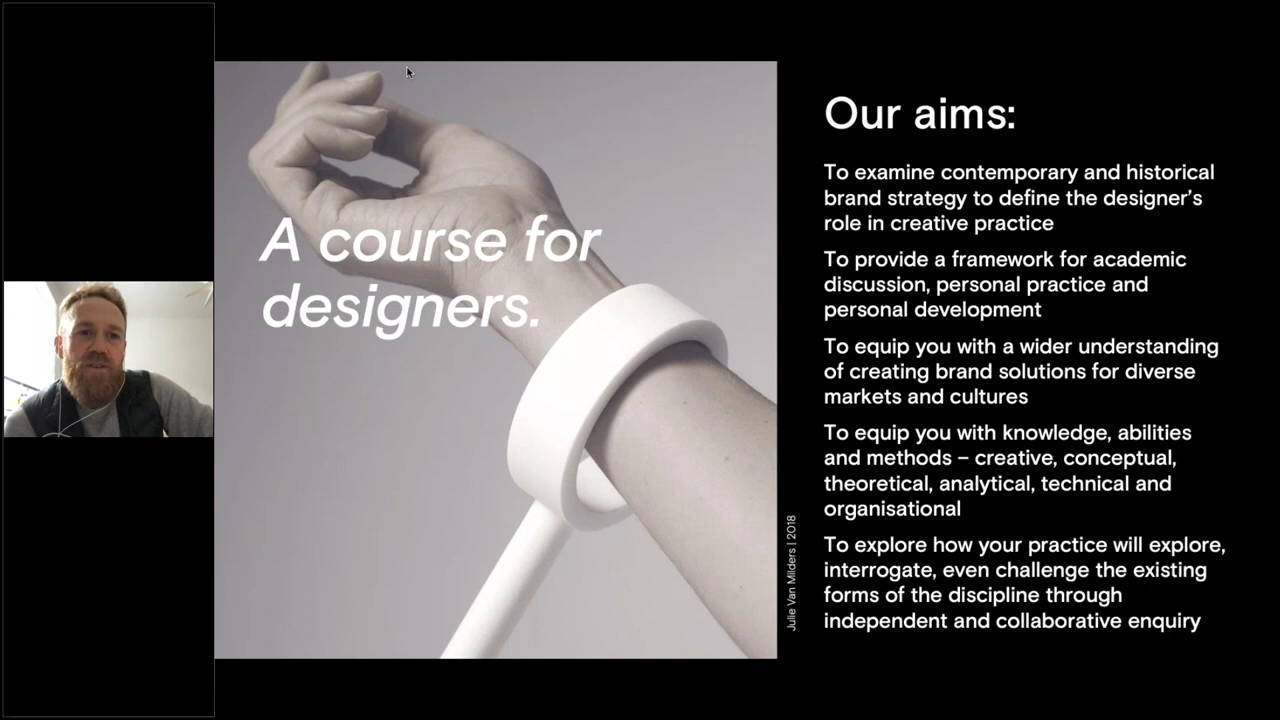 A course for
designers.
Our aims:
To examine contemporary and historical
brand strategy to define the designer’s
role in creative practice
To provide a framework for academic
discussion, personal practice and
personal development
To equip you with a wider understanding
of creating brand solutions for diverse
markets and cultures
To equip you with knowledge, abilities
and methods – creative, conceptual,
theoretical, analytical, technical and
organisational
To explore how your practice will explore,
interrogate, even challenge the existing
forms of the discipline through
independent and collaborative enquiry
Julie Van Milders | 2018